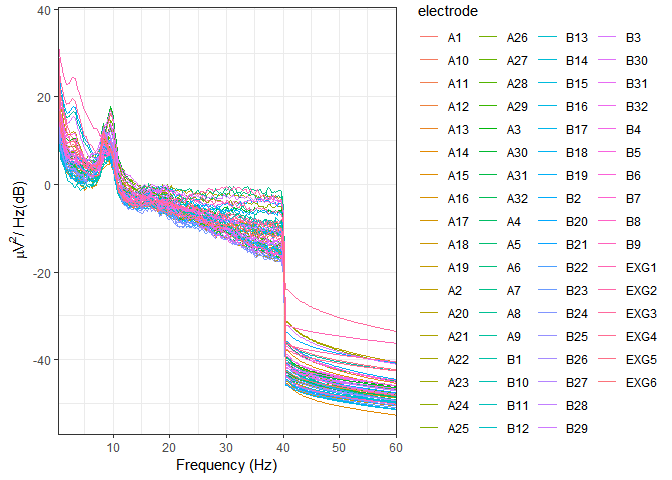 electrode
40
20
0
-20
-40
μV²/ Hz(dB)
10 20 30 40 50 60
Frequency (Hz)
A1 A26 B13 B3
A10 A27 B14 B30
A11 A28 B15 B31
A12 A29 B16 B32
A13 A3 B17 B4
A14 A30 B18 B5
A15 A31 B19 B6
A16 A32 B2 B7
A17 A4 B20 B8
A18 A5 B21 B9
A19 A6 B22 EXG1
A2 A7 B23 EXG2
A20 A8 B24 EXG3
A21 A9 B25 EXG4
A22 B1 B26 EXG5
A23 B10 B27 EXG6
A24 B11 B28
A25 B12 B29